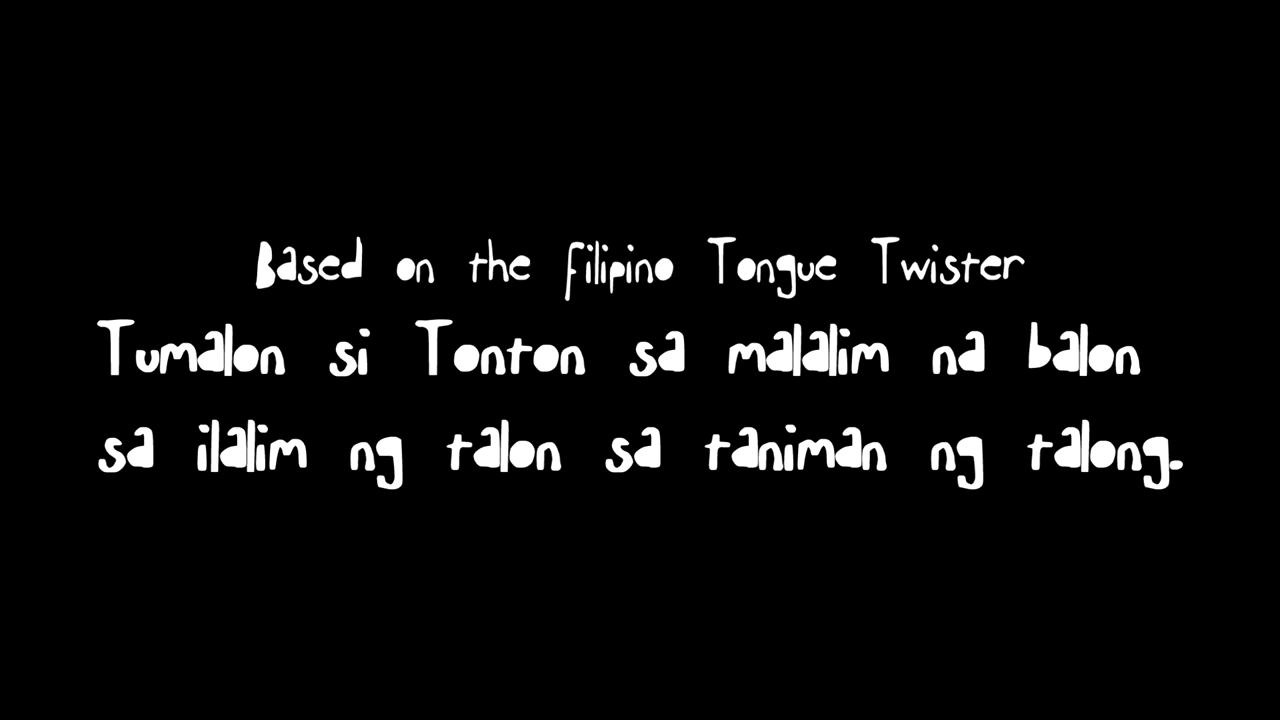 Based on the Filipino Tongue Twister
Tumalon si Tonton sa malalim na balon
sa ilalim ng talon sa taniman ng talong.